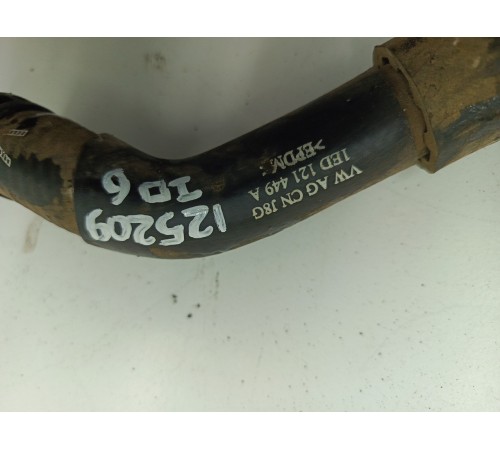 VW AG CN J8G
1ED 121 449 A
>EPDM:
125209
ID 6